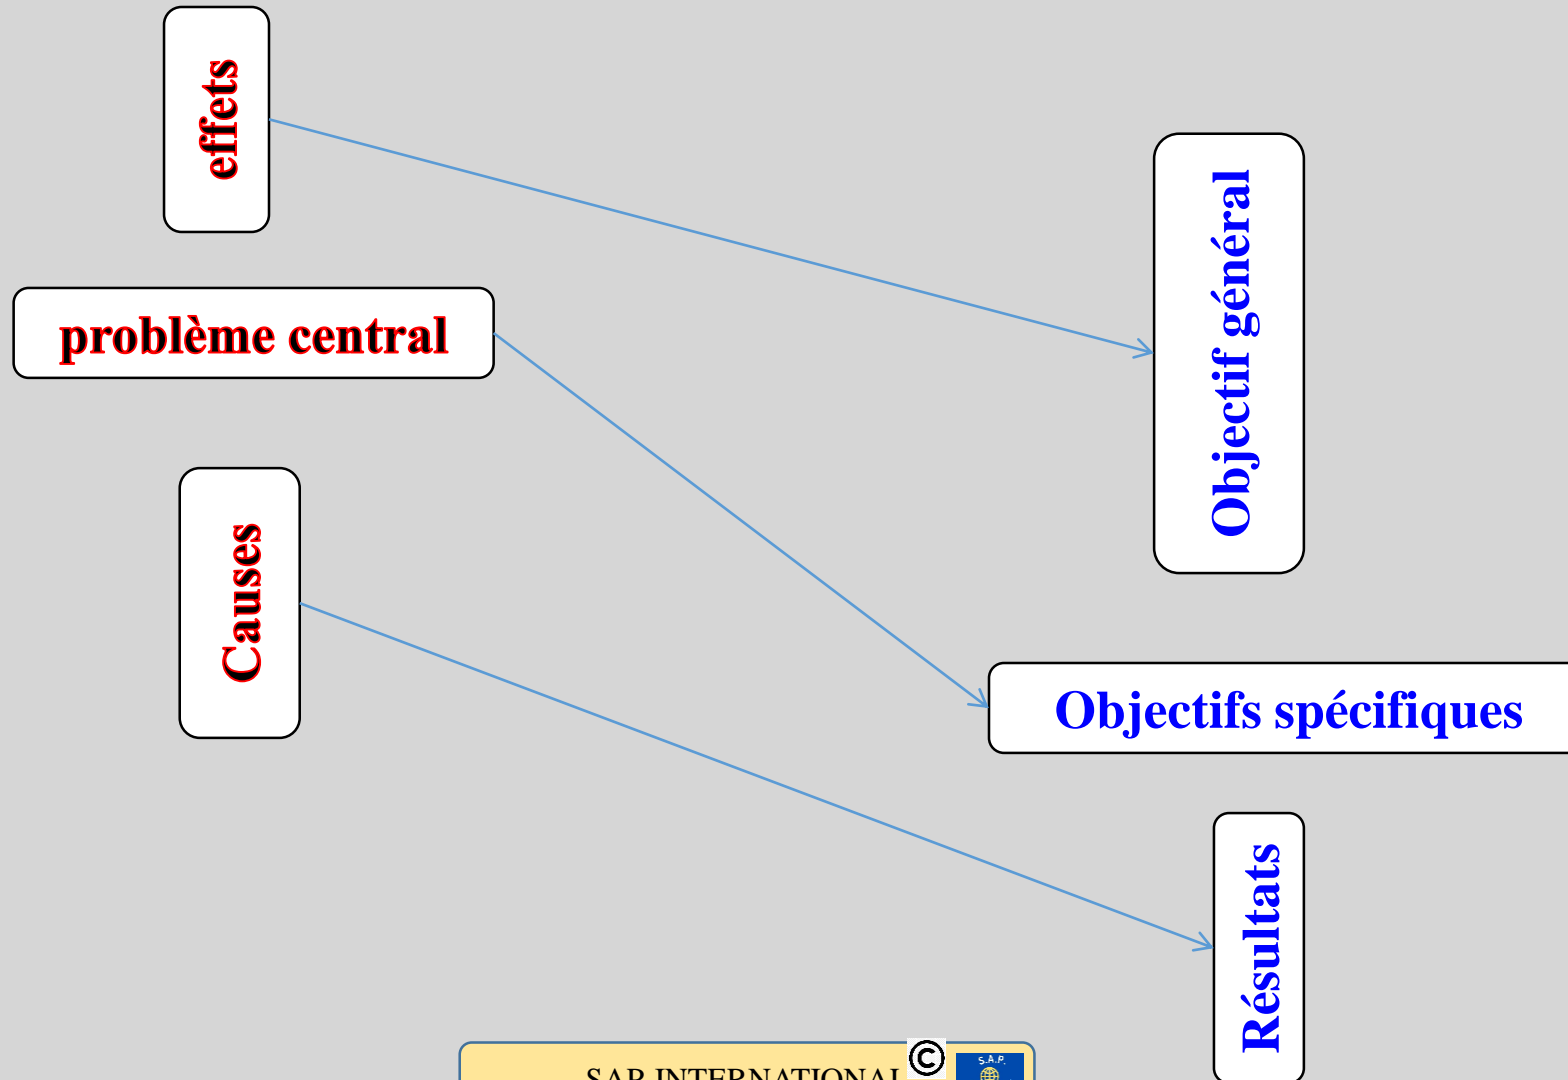 effets
problème central
Causes
Objectif général
Objectifs spécifiques
Résultats
©
SAP INTERNATIONAL
S.A.P.